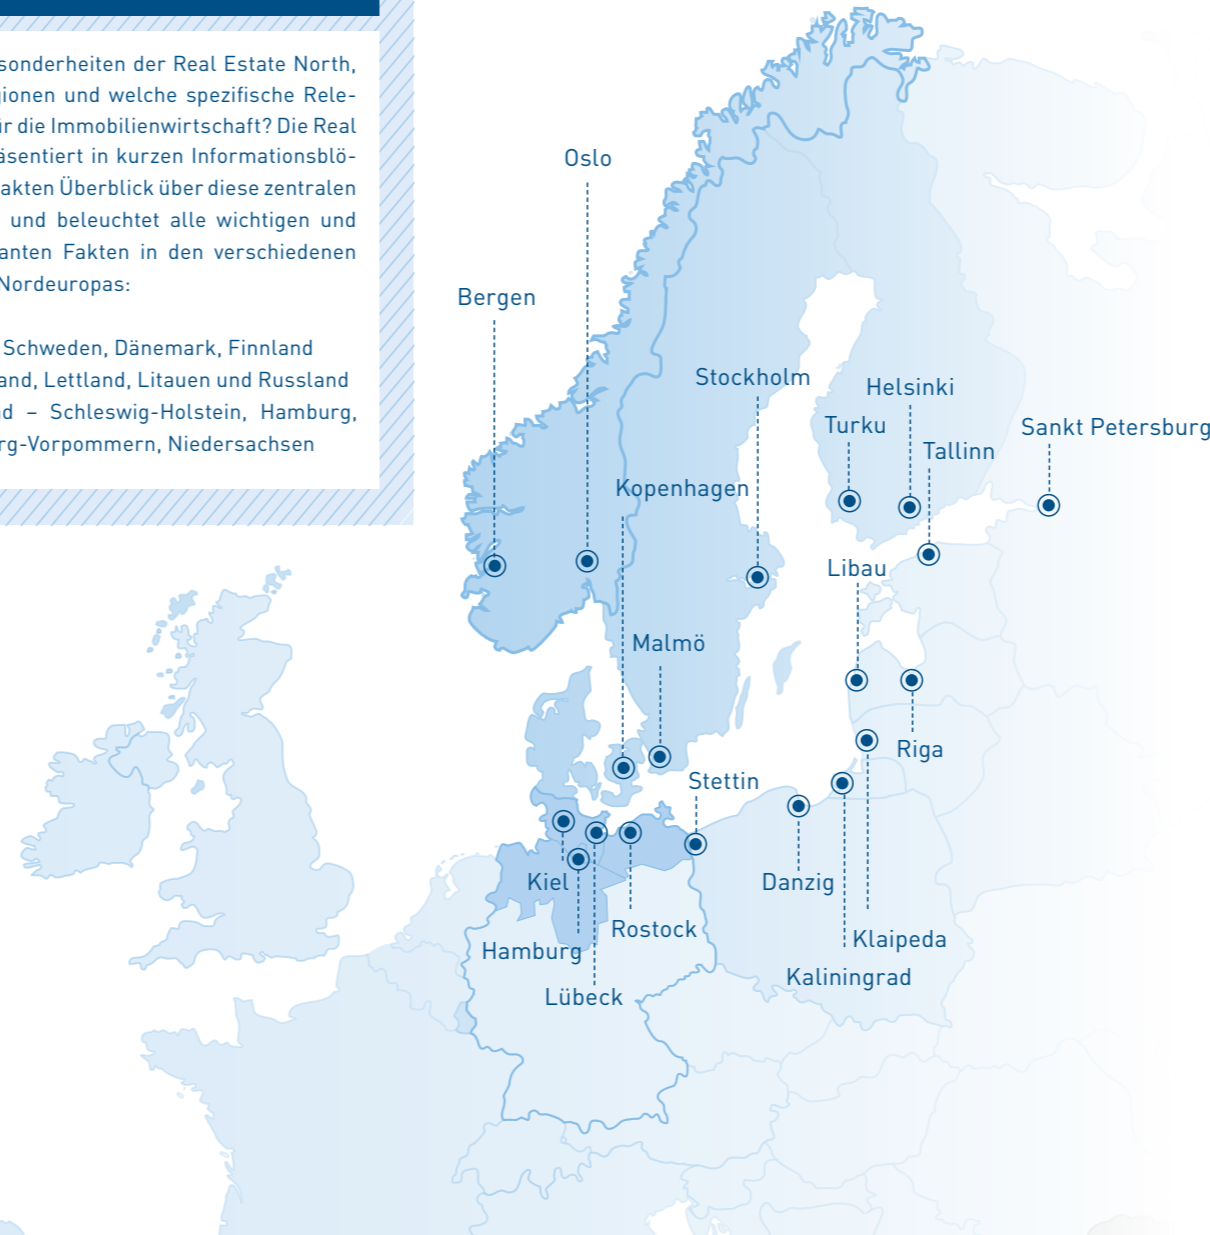 sonderheiten der Real Estate North,
gionen und welche spezifische Rele-
ür die Immobilienwirtschaft? Die Real
äsentiert in kurzen Informationsblö-
akten Überblick über diese zentralen
und beleuchtet alle wichtigen und
anten Fakten in den verschiedenen
Nordeuropas:
Schweden, Dänemark, Finnland
and, Lettland, Litauen und Russland
nd – Schleswig-Holstein, Hamburg,
rg-Vorpommern, Niedersachsen
Oslo
Bergen
Stockholm
Helsinki
Turku
Sankt Petersburg
Tallinn
Kopenhagen
Libau
Malmö
Riga
Stettin
Kiel
Danzig
Rostock
Klaipeda
Hamburg
Kaliningrad
Lübeck